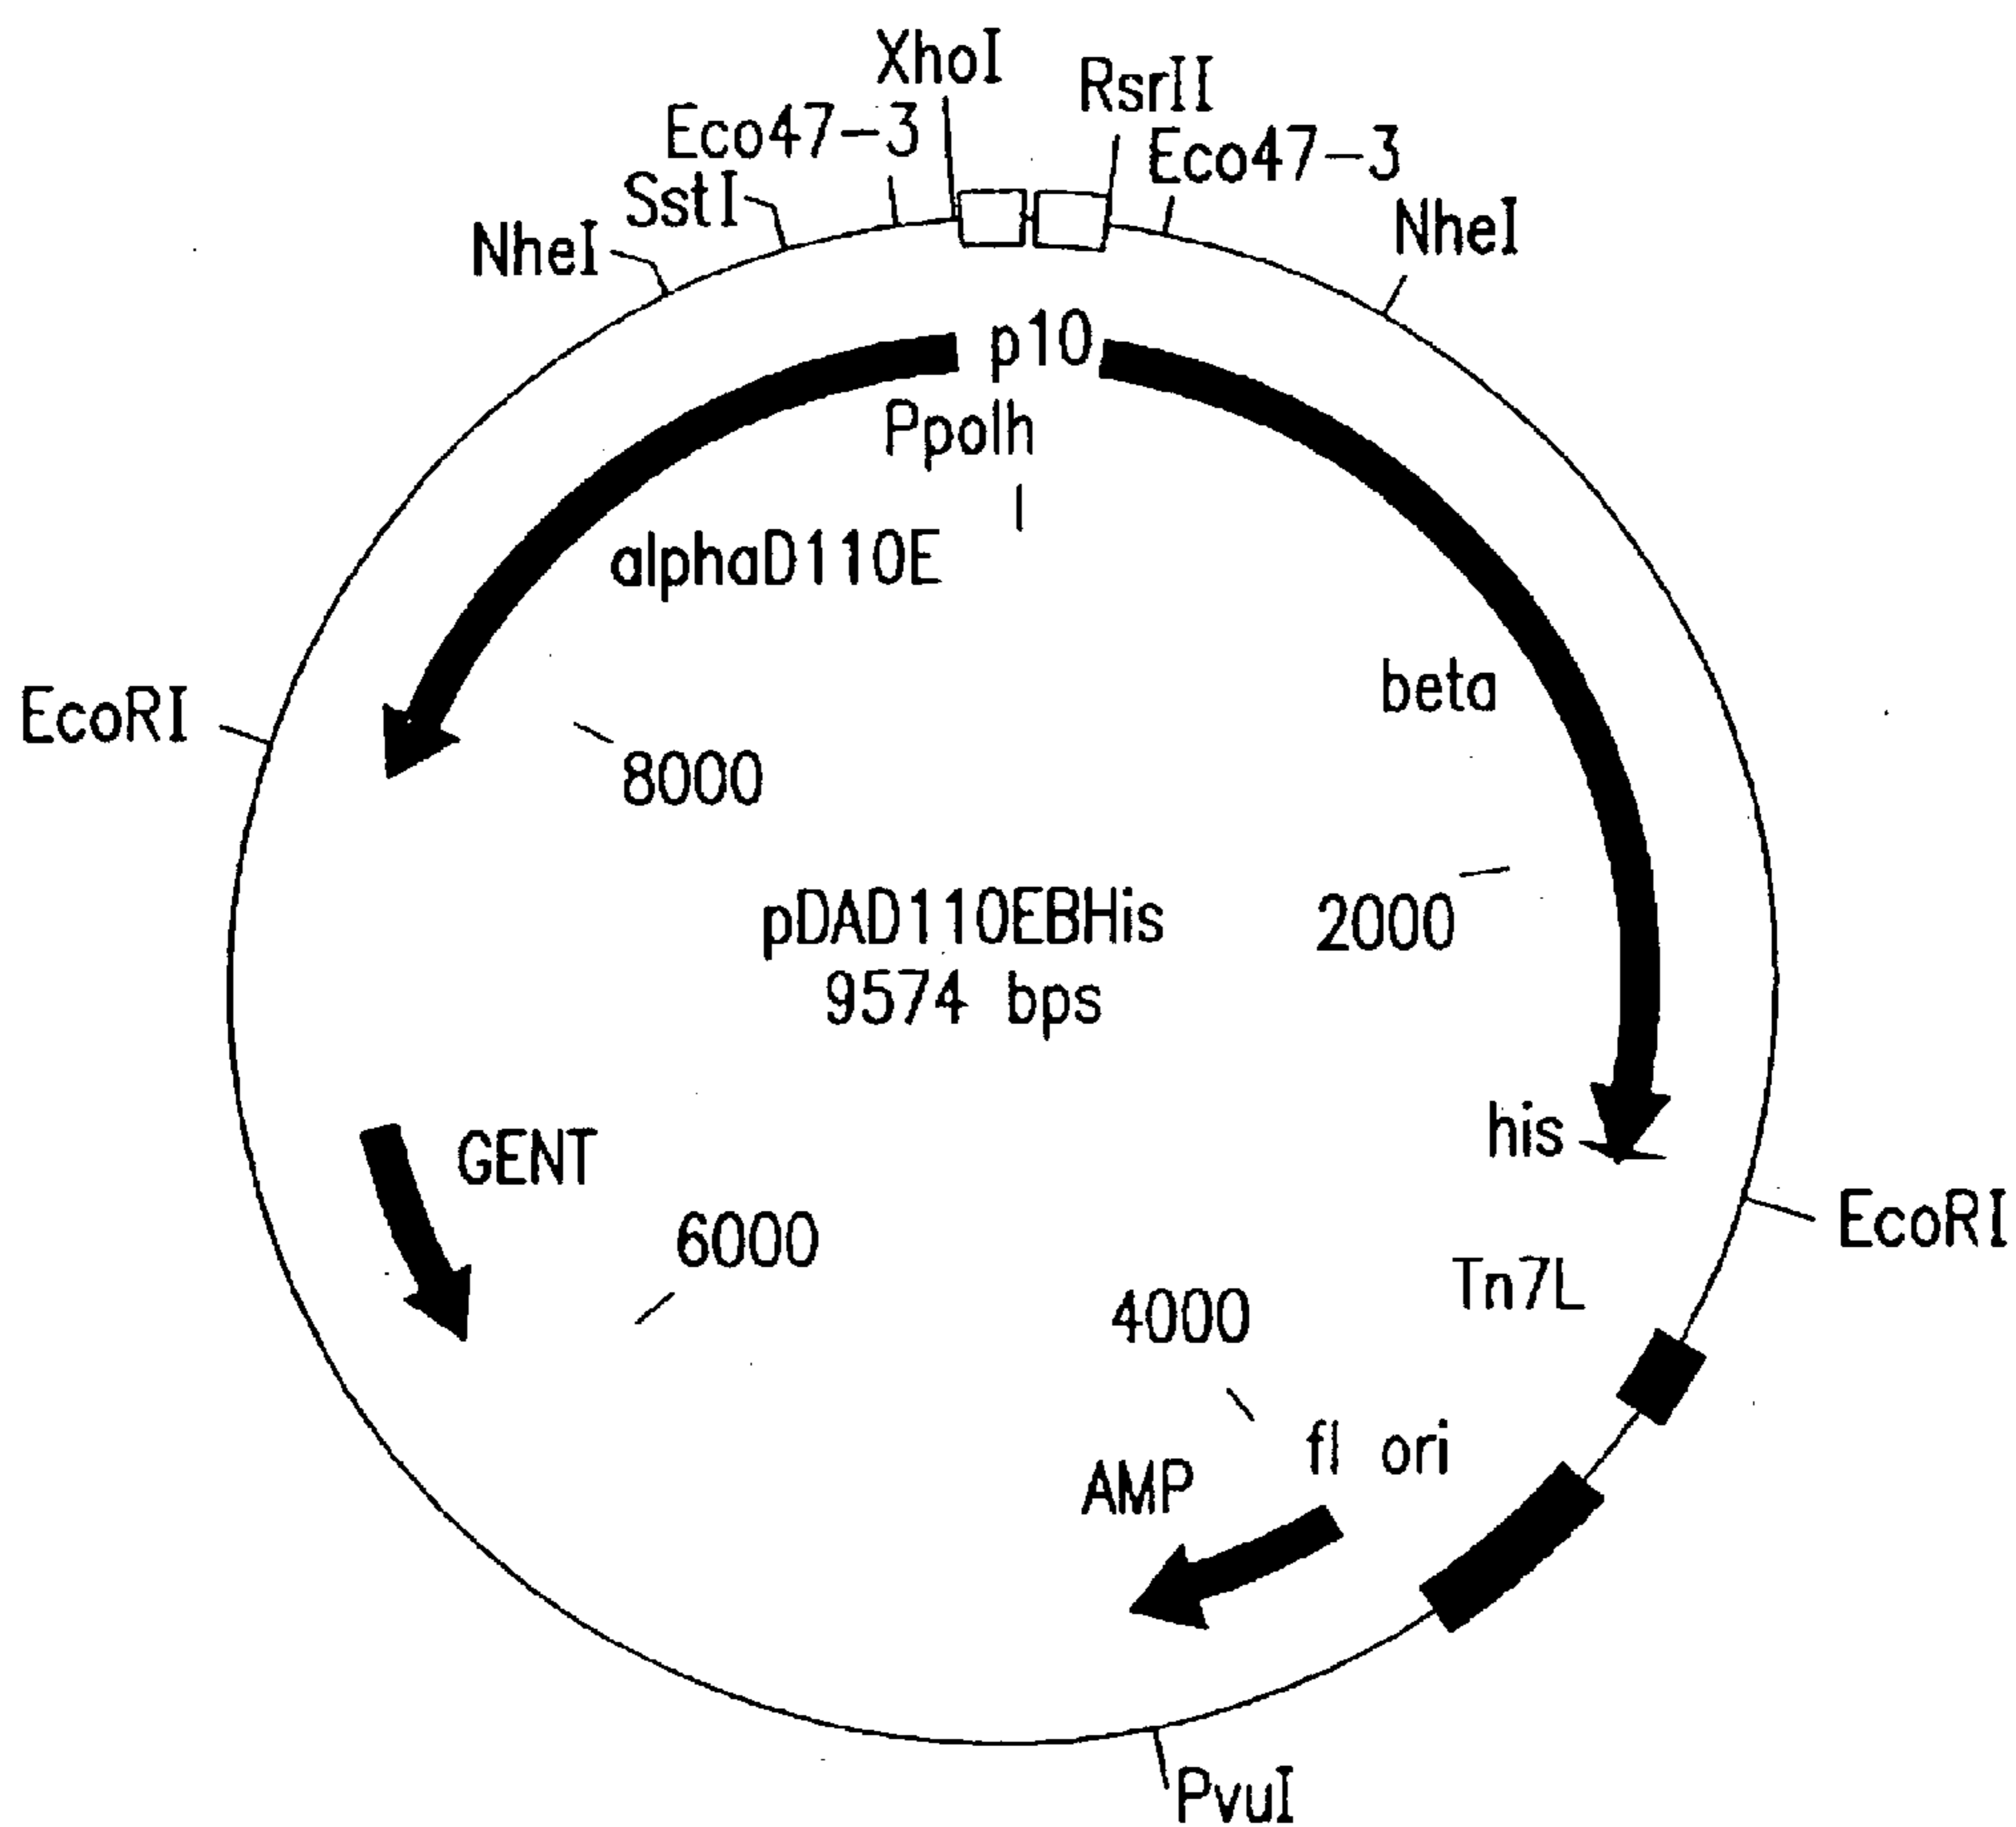 XhoI
RsrII
Eco47-3
Eco47-3
SstI
NheI
NheI
p10
Ppolh
alphaD110E
beta
EcoRI
8000
pDAD110EBHis
2000
9574 bps
his
GENT
EcoRI
6000
Tn7L
4000
fI ori
AMP
PvuI